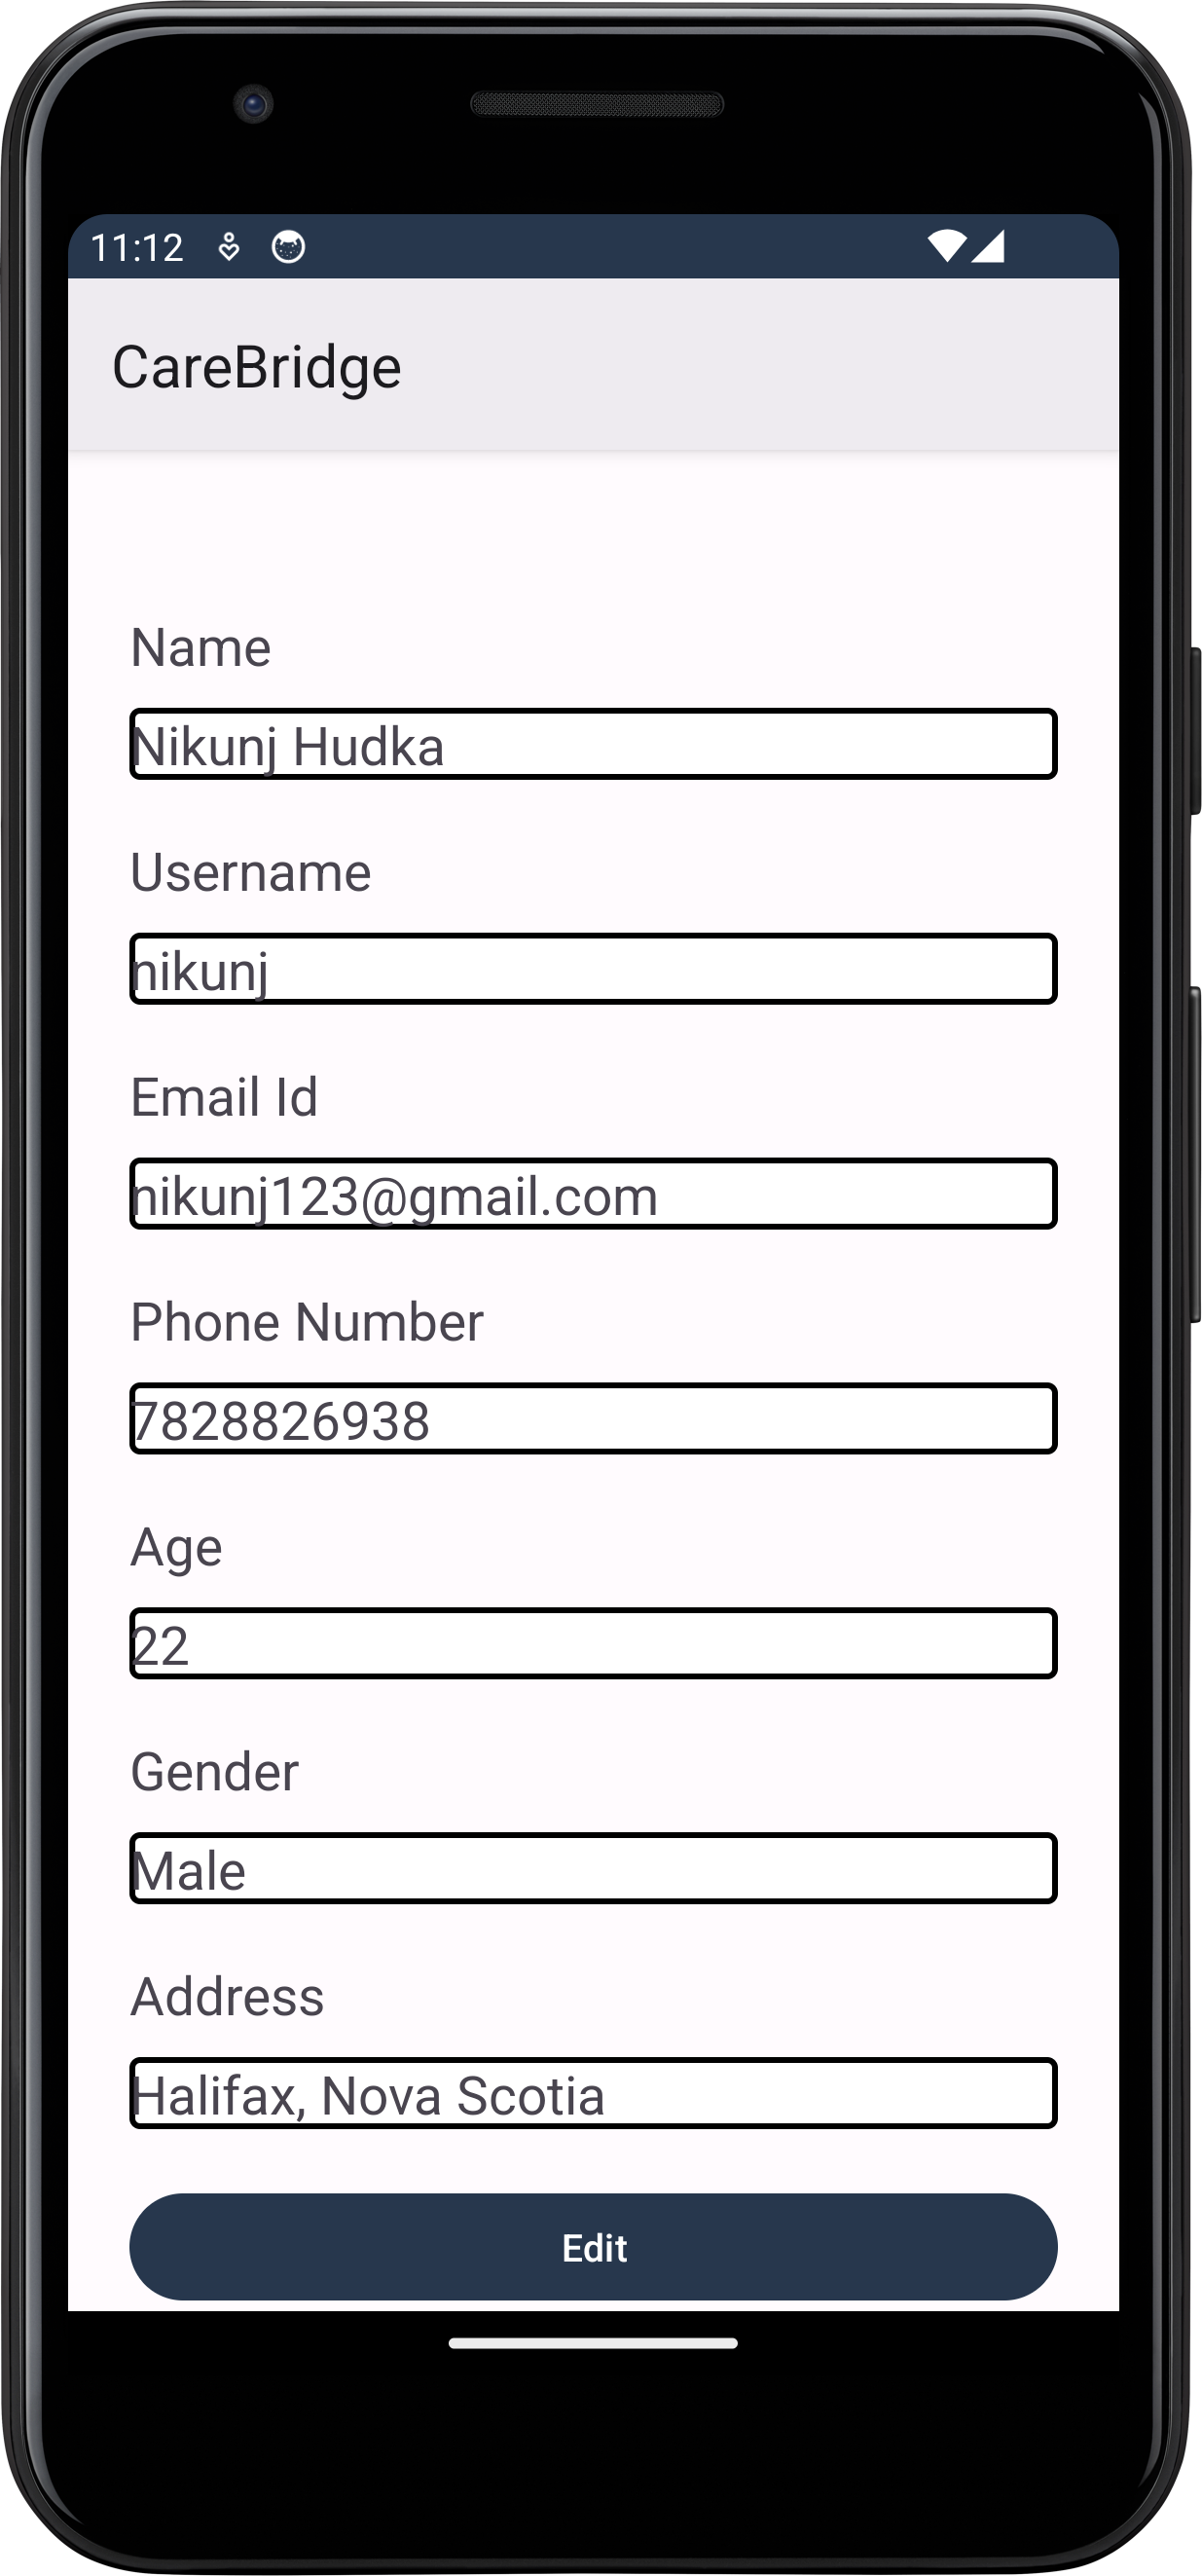 11:12
CareBridge
Name
Nikunj Hudka
Username
nikunj
Email Id
nikunj123@gmail.com
Phone Number
7828826938
Age
22
Gender
Male
Address
Halifax, Nova Scotia
Edit